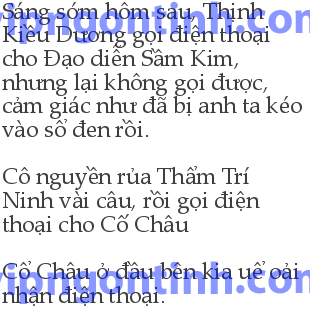 Sáng sớm hôm sau, Thịnh
Kiều Dương gọi điện thoại
cho Đạo diễn Sầm Kim,
nhưng lại không gọi được,
cảm giác như đã bị anh ta kéo
vào sổ đen rồi.
Cô nguyền rủa Thẩm Trí
Ninh vài câu, rồi gọi điện
thoại cho Cố Châu
Cổ Châu ở đầu bên kia uể oải
nhận điện thoại.